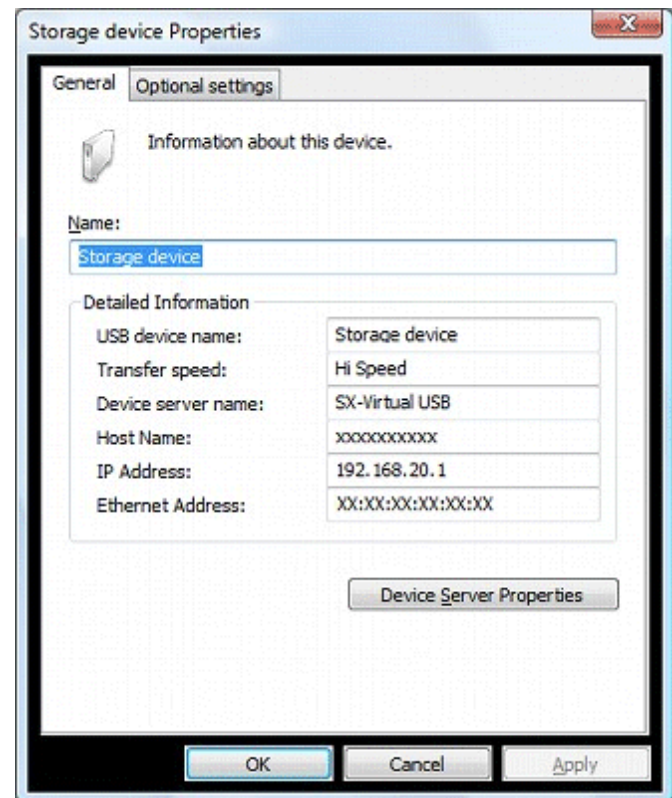 Storage device Properties
General Optional settings
Information about this device.
Name:
Storage device
Detailed Information
USB device name: Storage device
Transfer speed: Hi Speed
Device server name: SX-Virtual USB
Host Name: xxxxxxxxxx
IP Address: 192.168.20.1
Ethernet Address: XX:XX:XX:XX:XX:XX
Device Server Properties
OK Cancel Apply